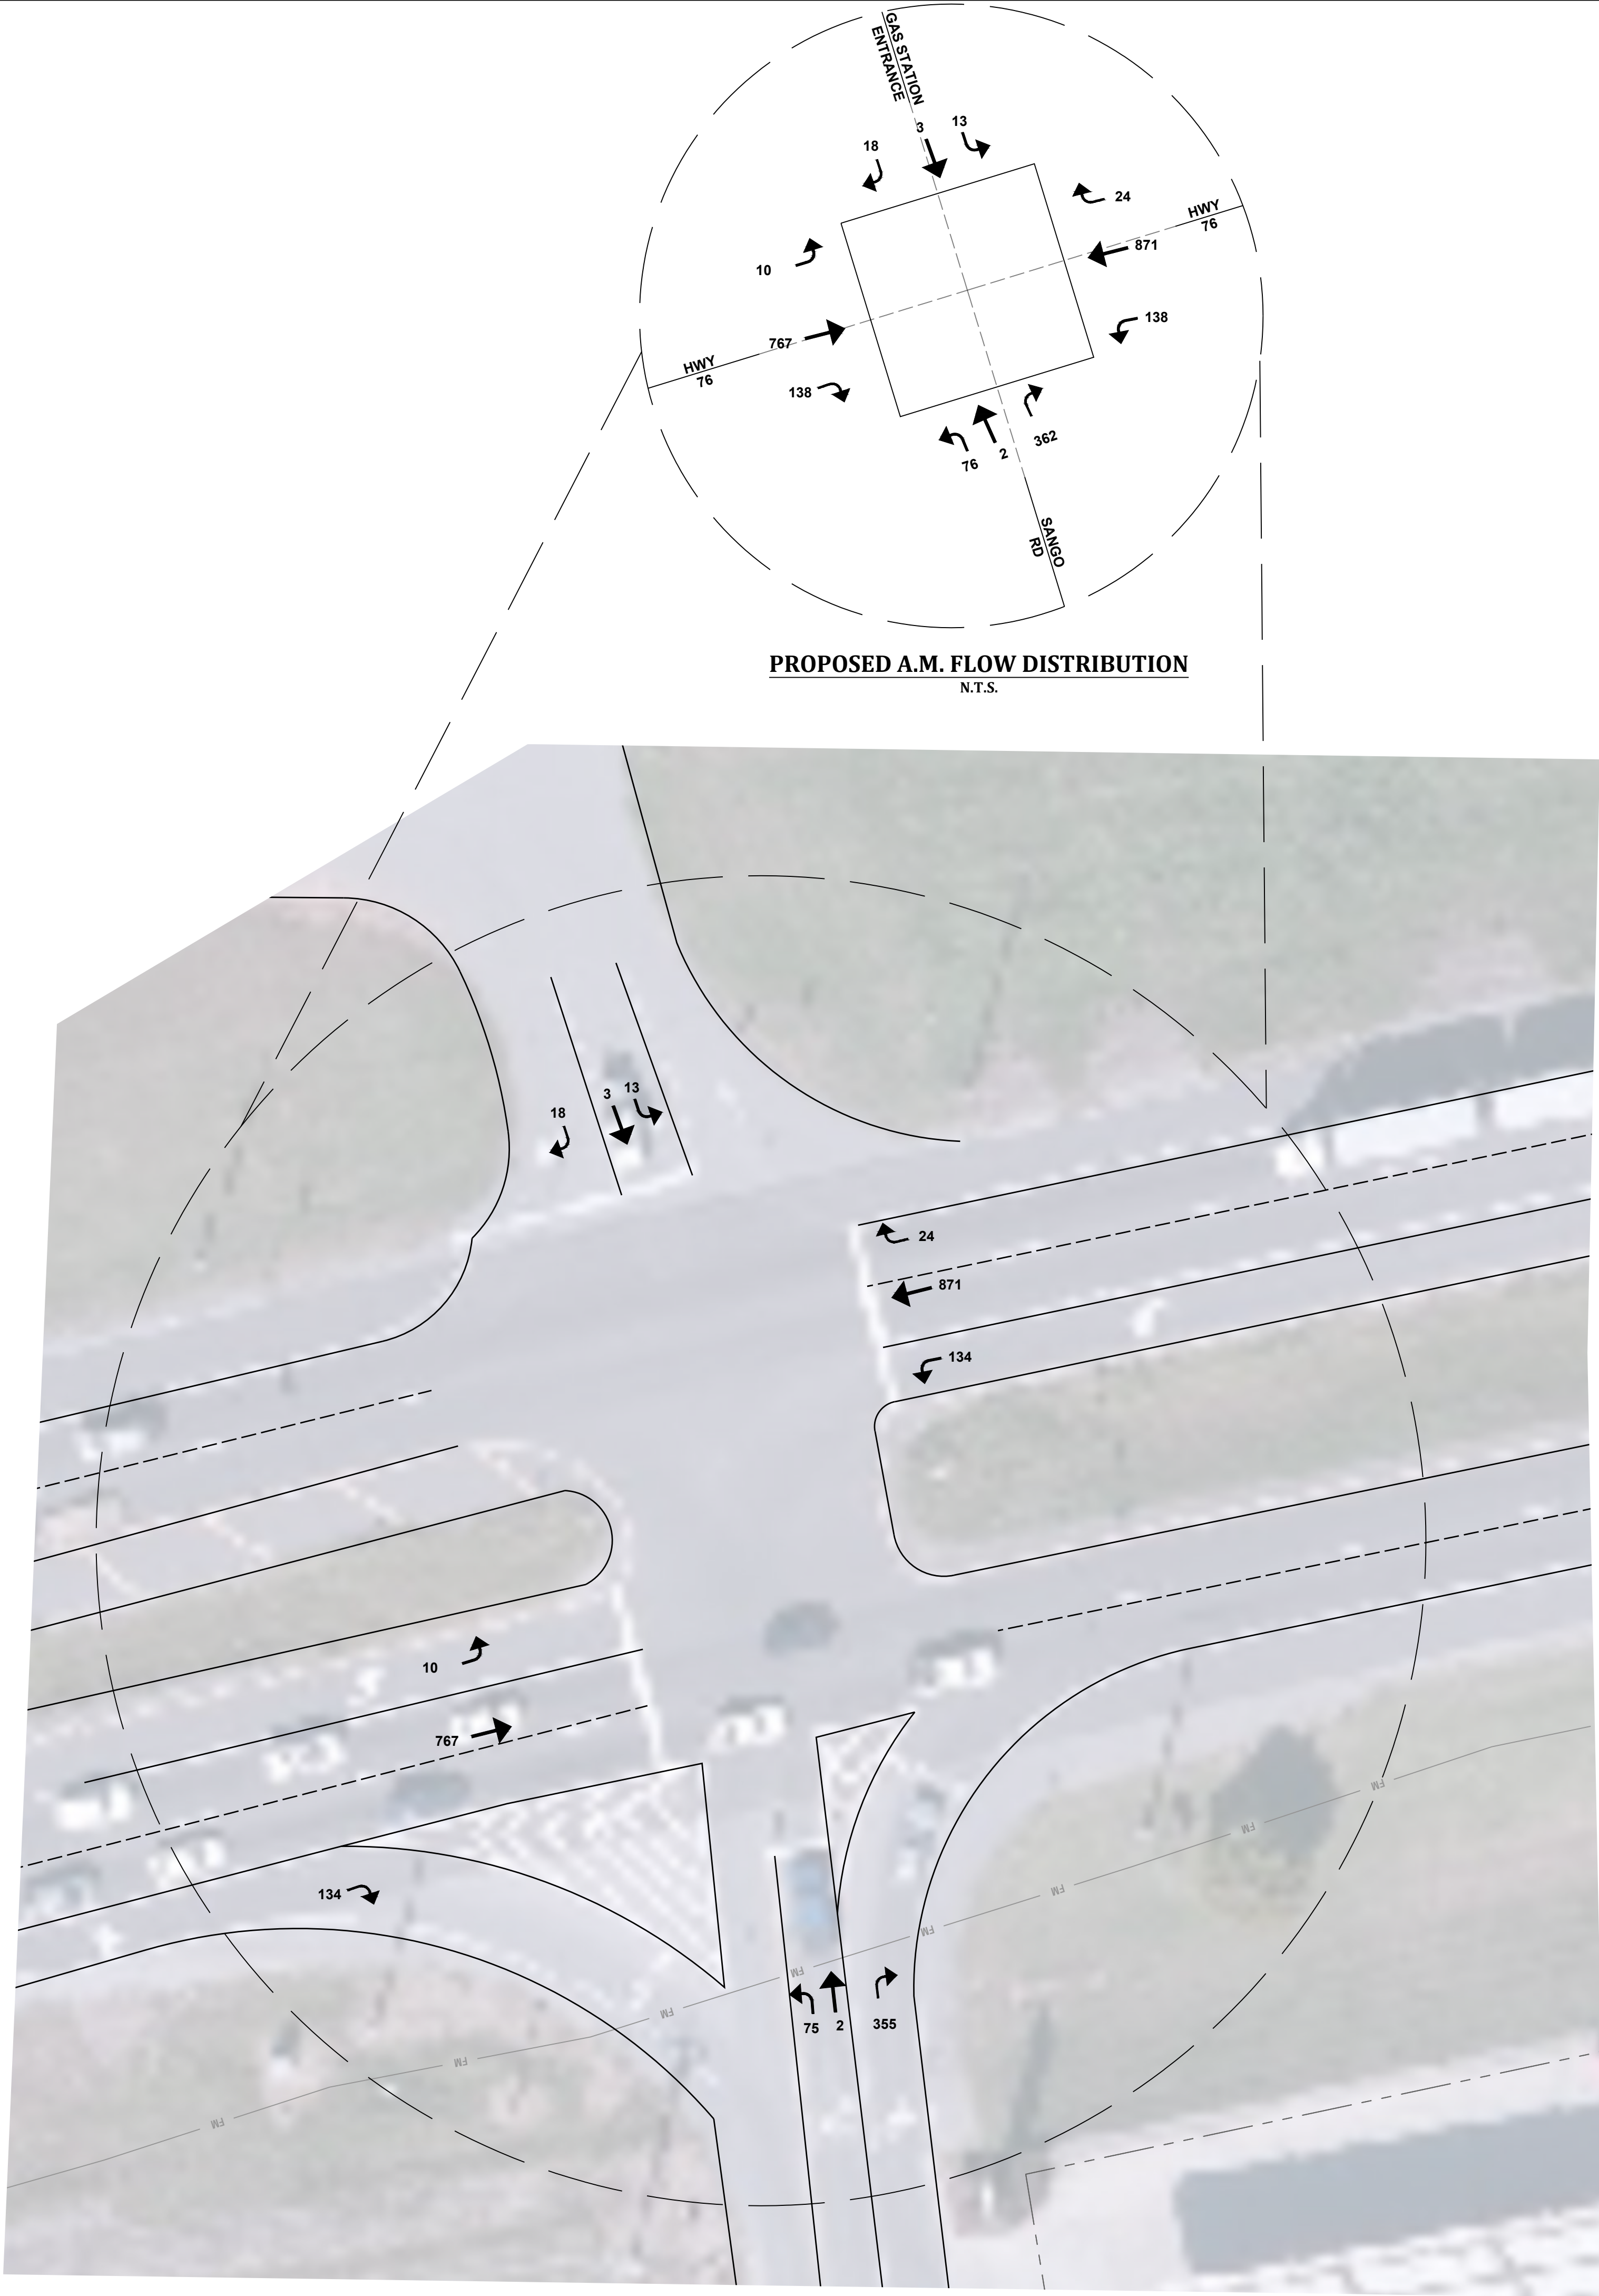 GAS STATION
ENTRANCE
3
13
18
24
HWY
76
871
10
138
767
HWY
76
138
362
2
76
SANGO
RD
PROPOSED A.M. FLOW DISTRIBUTION
N.T.S.
3
13
18
24
871
134
10
767
FM
FM
134
FM
FM
FM
FM
75
2
355
FM
FM